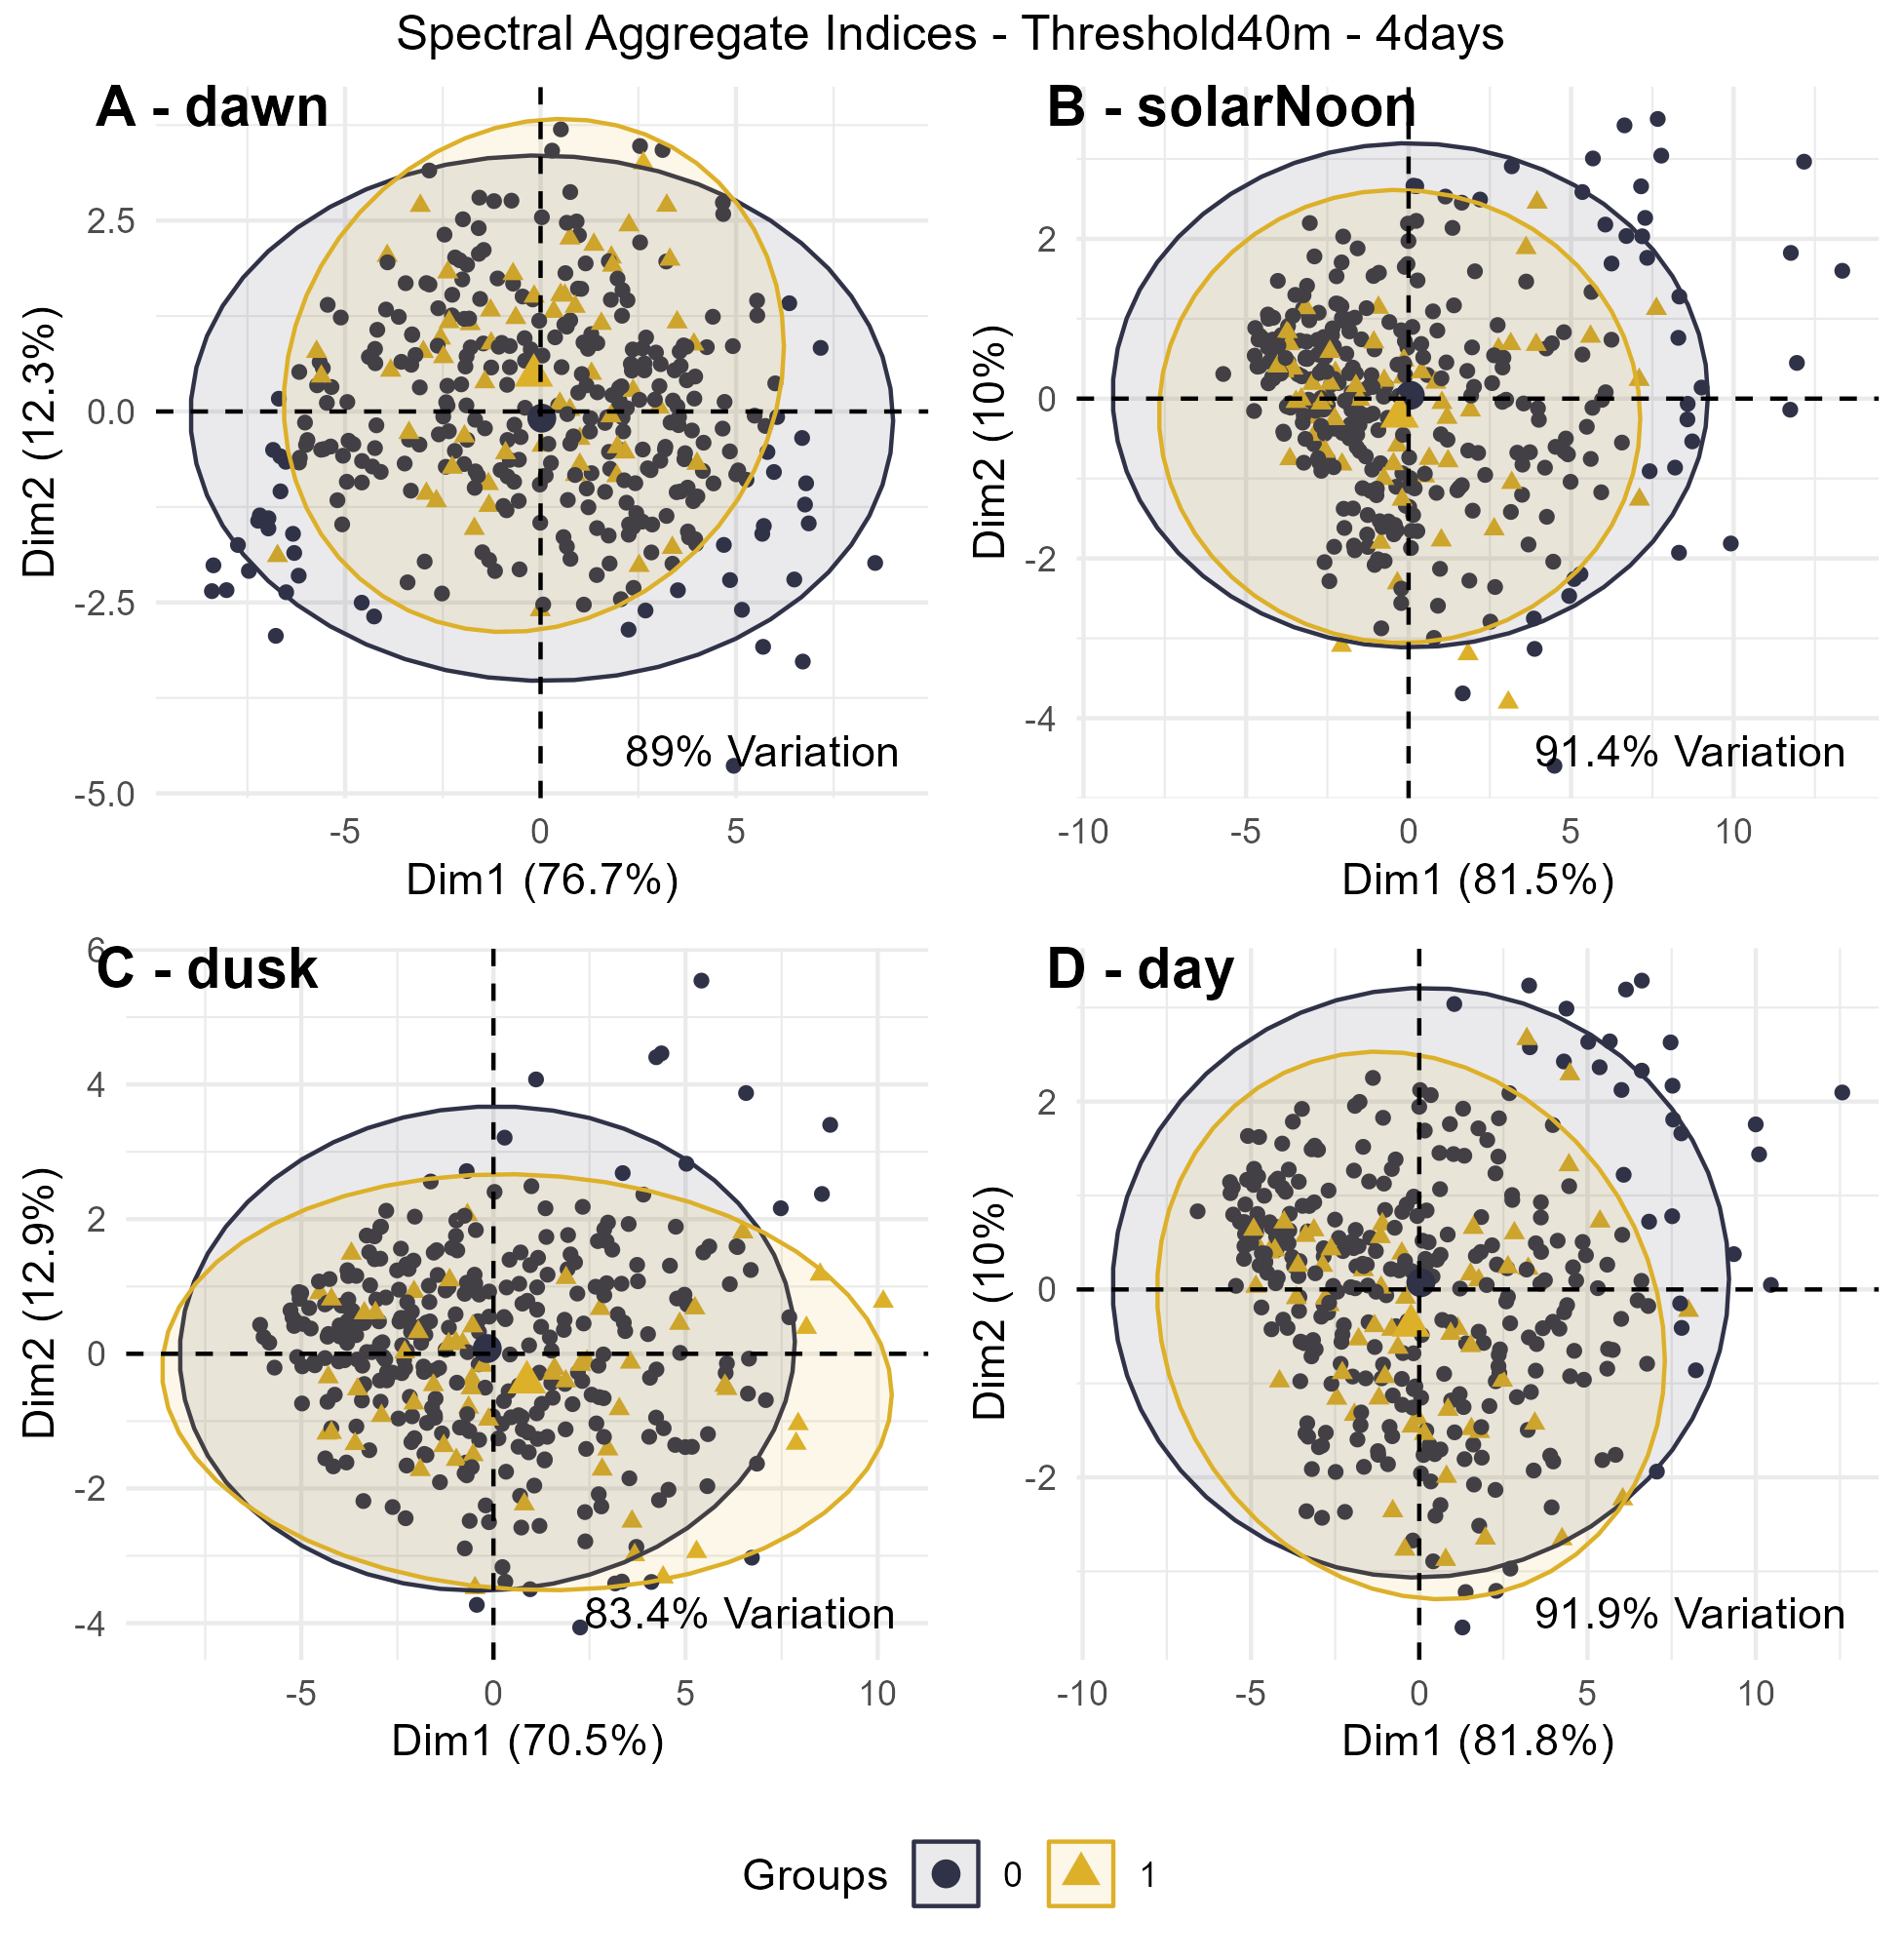 Spectral Aggregate Indices - Threshold40m - 4days
A - dawn
2.5
0.0
-2.5
-5.0
Dim2 (12.3%)
89% Variation
-5 0 5
Dim1 (76.7%)
B - solarNoon
2
0
-2
-4
Dim2 (10%)
91.4% Variation
-10 -5 0 5 10
Dim1 (81.5%)
C - dusk
6
4
2
0
-2
-4
Dim2 (12.9%)
83.4% Variation
-5 0 5 10
Dim1 (70.5%)
D - day
2
0
-2
Dim2 (10%)
91.9% Variation
-10 -5 0 5 10
Dim1 (81.8%)
Groups 0 1